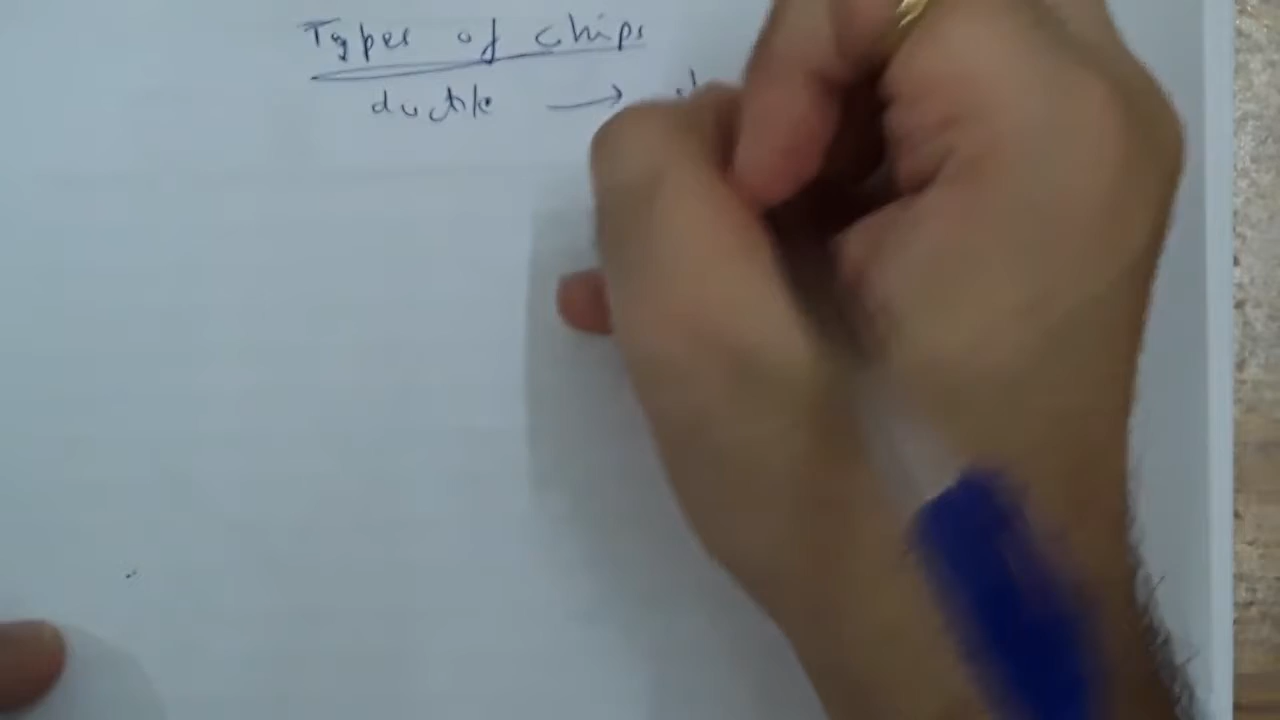 Types of chips
ductile →